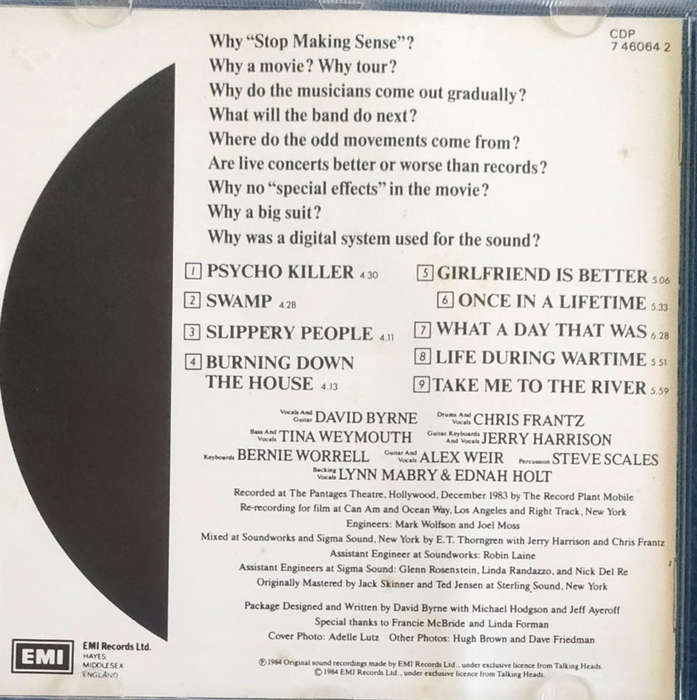 Why "Stop Making Sense"?
CDP
7 46064 2
Why a movie? Why tour?
Why do the musicians come out gradually?
What will the band do next?
Where do the odd movements come from?
Are live concerts better or worse than records?
Why no "special effects" in the movie?
Why a big suit?
Why was a digital system used for the sound?
1 PSYCHO KILLER 4.30
2 SWAMP 4.28
3 SLIPPERY PEOPLE 4.11
4 BURNING DOWN
THE HOUSE 4.13
5 GIRLFRIEND IS BETTER 5.06
6 ONCE IN A LIFETIME 5.33
7 WHAT A DAY THAT WAS 6.28
8 LIFE DURING WARTIME 5.51
9 TAKE ME TO THE RIVER 5.59
Vocals And Guitar DAVID BYRNE Drums And Vocals CHRIS FRANTZ
Bass And Vocals TINA WEYMOUTH Guitar Keyboards And Vocals JERRY HARRISON
Keyboards BERNIE WORRELL Guitar And Vocals ALEX WEIR Percussion STEVE SCALES
Backing Vocals LYNN MABRY & EDNAH HOLT
Recorded at The Pantages Theatre, Hollywood, December 1983 by The Record Plant Mobile
Re-recording for film at Can Am and Ocean Way, Los Angeles and Right Track, New York
Engineers: Mark Wolfson and Joel Moss
Mixed at Soundworks and Sigma Sound, New York by E.T. Thorngren with Jerry Harrison and Chris Frantz
Assistant Engineer at Soundworks: Robin Laine
Assistant Engineers at Sigma Sound: Glenn Rosenstein, Linda Randazzo, and Nick Del Re
Originally Mastered by Jack Skinner and Ted Jensen at Sterling Sound, New York
Package Designed and Written by David Byrne with Michael Hodgson and Jeff Ayeroff
Special thanks to Francie McBride and Linda Forman
Cover Photo: Adelle Lutz Other Photos: Hugh Brown and Dave Friedman
EMI
EMI Records Ltd.
HAYES
MIDDLESEX
ENGLAND
℗ 1984 Original sound recordings made by EMI Records Ltd., under exclusive licence from Talking Heads.
© 1984 EMI Records Ltd., under exclusive licence from Talking Heads.